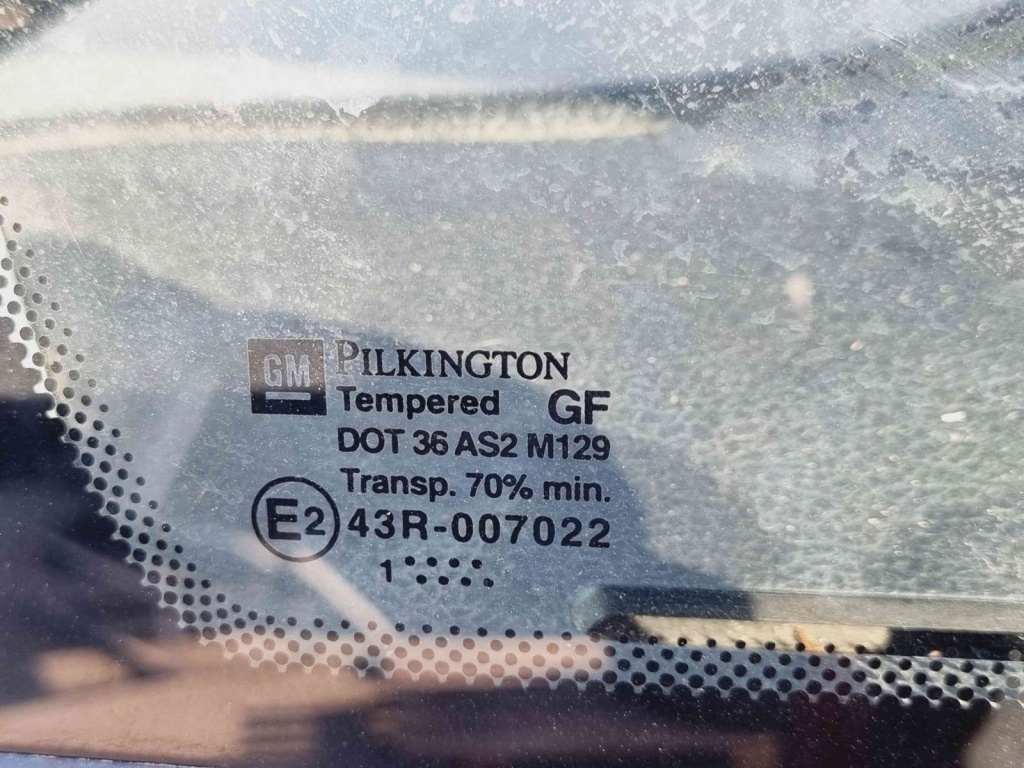 GM PILKINGTON
Tempered GF
DOT 36 AS2 M129
Transp. 70% min.
E2 43R-007022
1